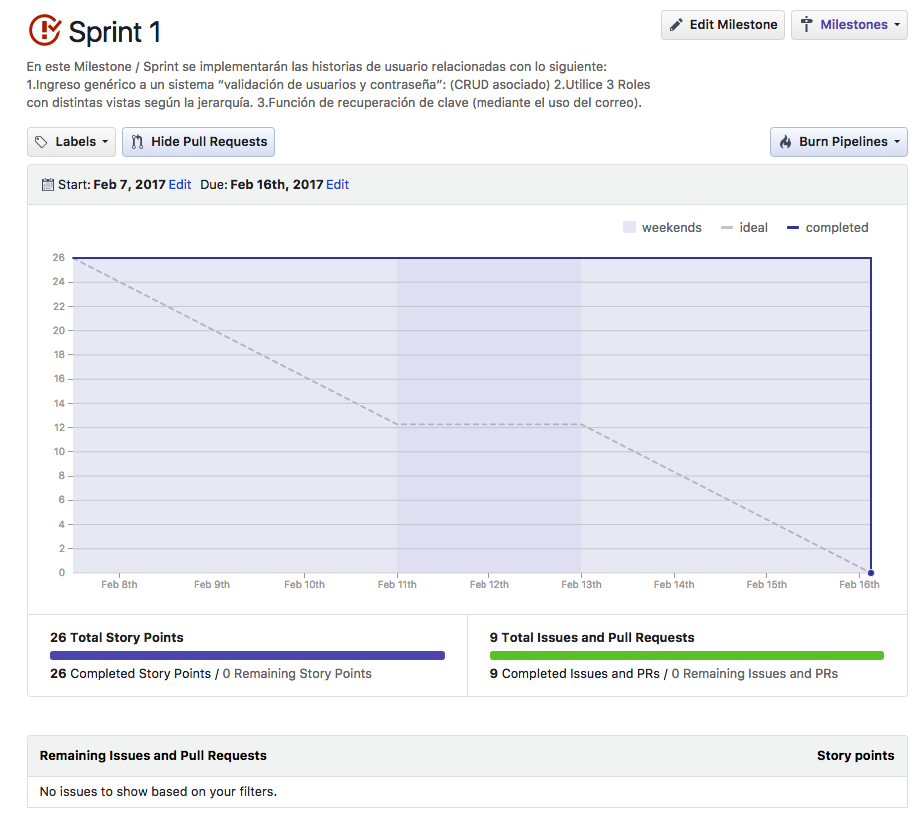 Sprint 1
Edit Milestone
Milestones
En este Milestone / Sprint se implementarán las historias de usuario relacionadas con lo siguiente:
1.Ingreso genérico a un sistema “validación de usuarios y contraseña”: (CRUD asociado) 2.Utilice 3 Roles
con distintas vistas según la jerarquía. 3.Función de recuperación de clave (mediante el uso del correo).
Labels
Hide Pull Requests
Burn Pipelines
Start: Feb 7, 2017 Edit Due: Feb 16th, 2017 Edit
weekends ideal completed
26
24
22
20
18
16
14
12
10
8
6
4
2
0
Feb 8th Feb 9th Feb 10th Feb 11th Feb 12th Feb 13th Feb 14th Feb 15th Feb 16th
26 Total Story Points
26 Completed Story Points / 0 Remaining Story Points
9 Total Issues and Pull Requests
9 Completed Issues and PRs / 0 Remaining Issues and PRs
Remaining Issues and Pull Requests Story points
No issues to show based on your filters.